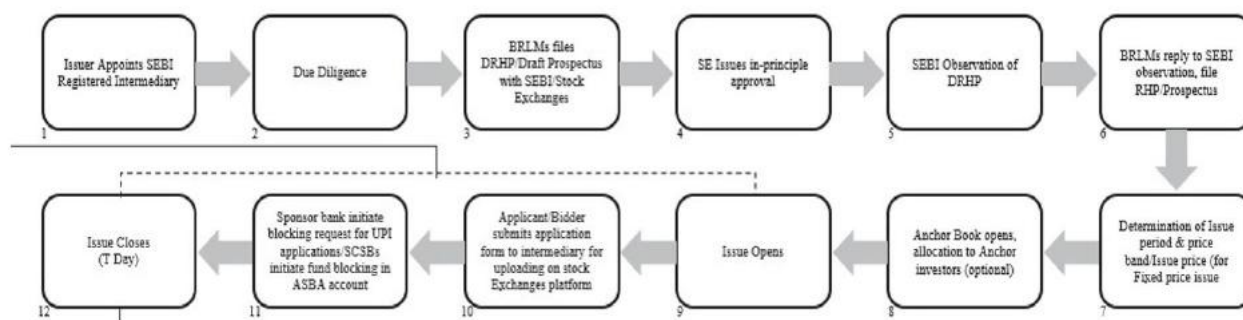 Issuer Appoints SEBI
Registered Intermediary
1
Due Diligence
2
BRLMs files
DRHP/Draft Prospectus
with SEBI/Stock
Exchanges
3
SE Issues in-principle
approval
4
SEBI Observation of
DRHP
5
BRLMs reply to SEBI
observation, file
RHP/Prospectus
6
Determination of Issue
period & price
band/Issue price (for
Fixed price issue
7
Anchor Book opens,
allocation to Anchor
investors (optional)
8
Issue Opens
9
Applicant/Bidder
submits application
form to intermediary for
uploading on stock
Exchanges platform
10
Sponsor bank initiate
blocking request for UPI
applications/SCSBs
initiate fund blocking in
ASBA account
11
Issue Closes
(T Day)
12